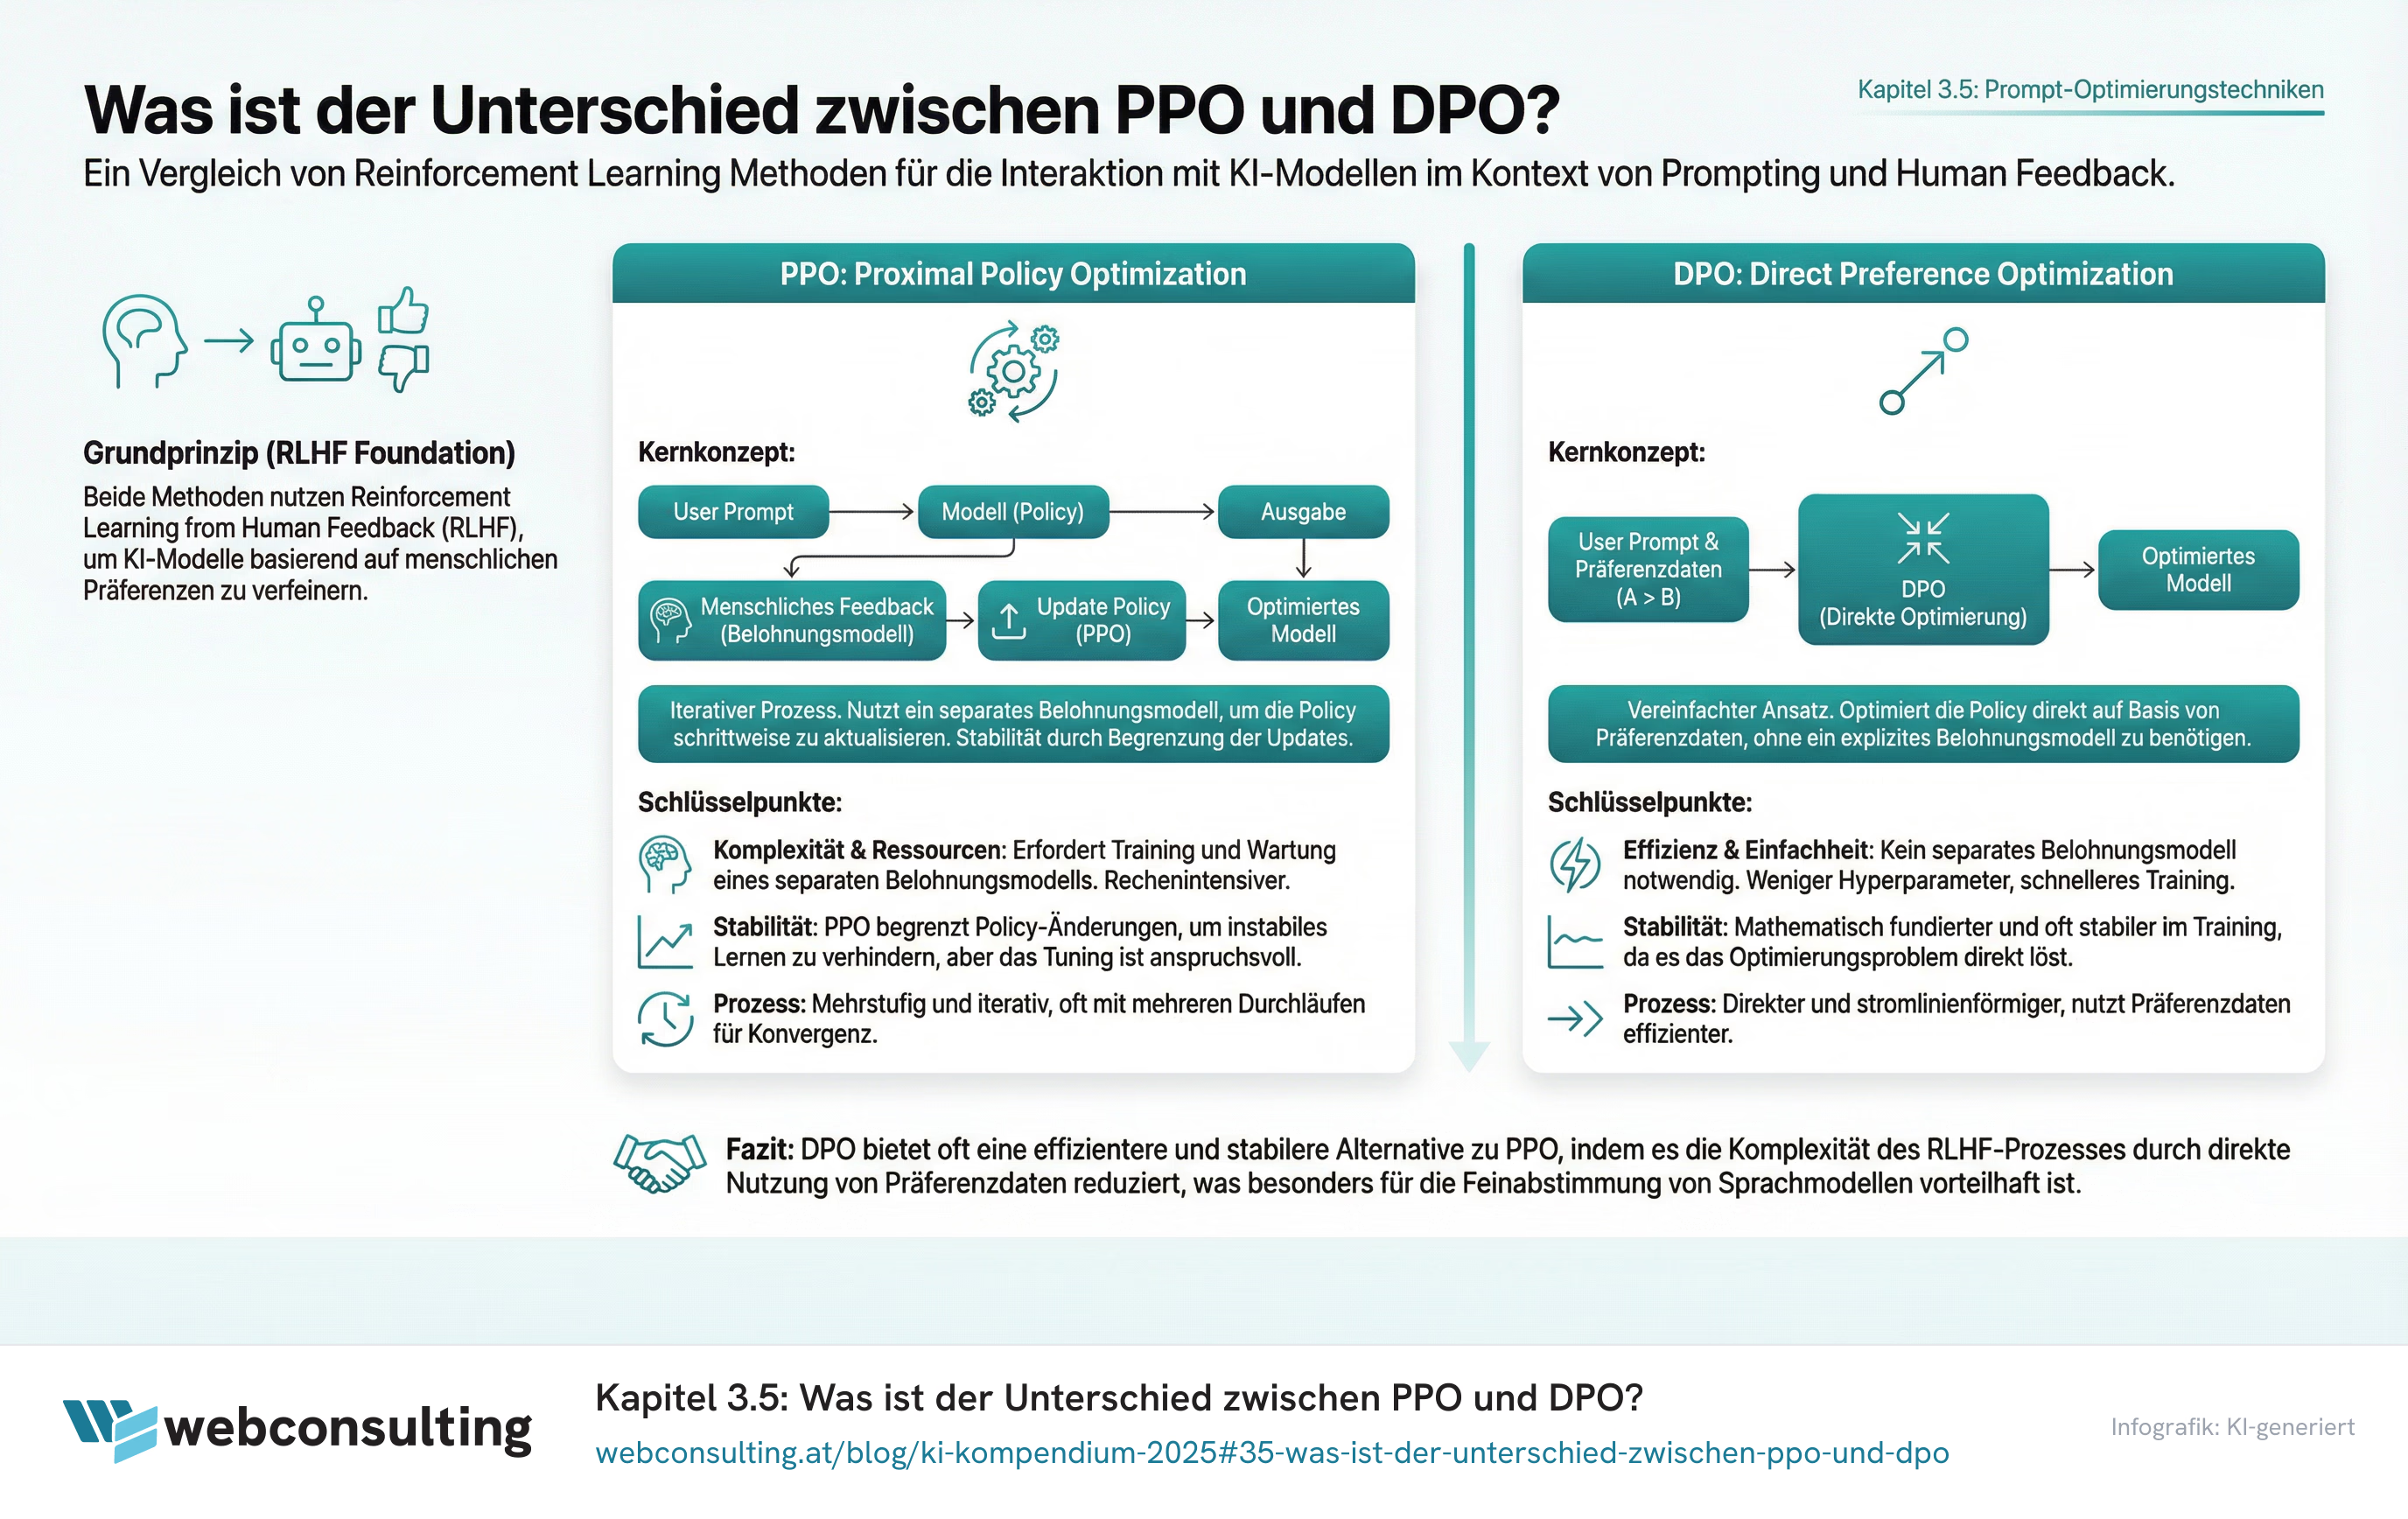 Was ist der Unterschied zwischen PPO und DPO?
Kapitel 3.5: Prompt-Optimierungstechniken
Ein Vergleich von Reinforcement Learning Methoden für die Interaktion mit KI-Modellen im Kontext von Prompting und Human Feedback.
Grundprinzip (RLHF Foundation)
Beide Methoden nutzen Reinforcement
Learning from Human Feedback (RLHF),
um KI-Modelle basierend auf menschlichen
Präferenzen zu verfeinern.
PPO: Proximal Policy Optimization
Kernkonzept:
User Prompt
Modell (Policy)
Ausgabe
Menschliches Feedback
(Belohnungsmodell)
Update Policy
(PPO)
Optimiertes
Modell
Iterativer Prozess. Nutzt ein separates Belohnungsmodell, um die Policy
schrittweise zu aktualisieren. Stabilität durch Begrenzung der Updates.
Schlüsselpunkte:
Komplexität & Ressourcen: Erfordert Training und Wartung
eines separaten Belohnungsmodells. Rechenintensiver.
Stabilität: PPO begrenzt Policy-Änderungen, um instabiles
Lernen zu verhindern, aber das Tuning ist anspruchsvoll.
Prozess: Mehrstufig und iterativ, oft mit mehreren Durchläufen
für Konvergenz.
DPO: Direct Preference Optimization
Kernkonzept:
User Prompt &
Präferenzdaten
(A > B)
DPO
(Direkte Optimierung)
Optimiertes
Modell
Vereinfachter Ansatz. Optimiert die Policy direkt auf Basis von
Präferenzdaten, ohne ein explizites Belohnungsmodell zu benötigen.
Schlüsselpunkte:
Effizienz & Einfachheit: Kein separates Belohnungsmodell
notwendig. Weniger Hyperparameter, schnelleres Training.
Stabilität: Mathematisch fundierter und oft stabiler im Training,
da es das Optimierungsproblem direkt löst.
Prozess: Direkter und stromlinienförmiger, nutzt Präferenzdaten
effizienter.
Fazit: DPO bietet oft eine effizientere und stabilere Alternative zu PPO, indem es die Komplexität des RLHF-Prozesses durch direkte
Nutzung von Präferenzdaten reduziert, was besonders für die Feinabstimmung von Sprachmodellen vorteilhaft ist.
webconsulting
Kapitel 3.5: Was ist der Unterschied zwischen PPO und DPO?
webconsulting.at/blog/ki-kompendium-2025#35-was-ist-der-unterschied-zwischen-ppo-und-dpo
Infografik: KI-generiert